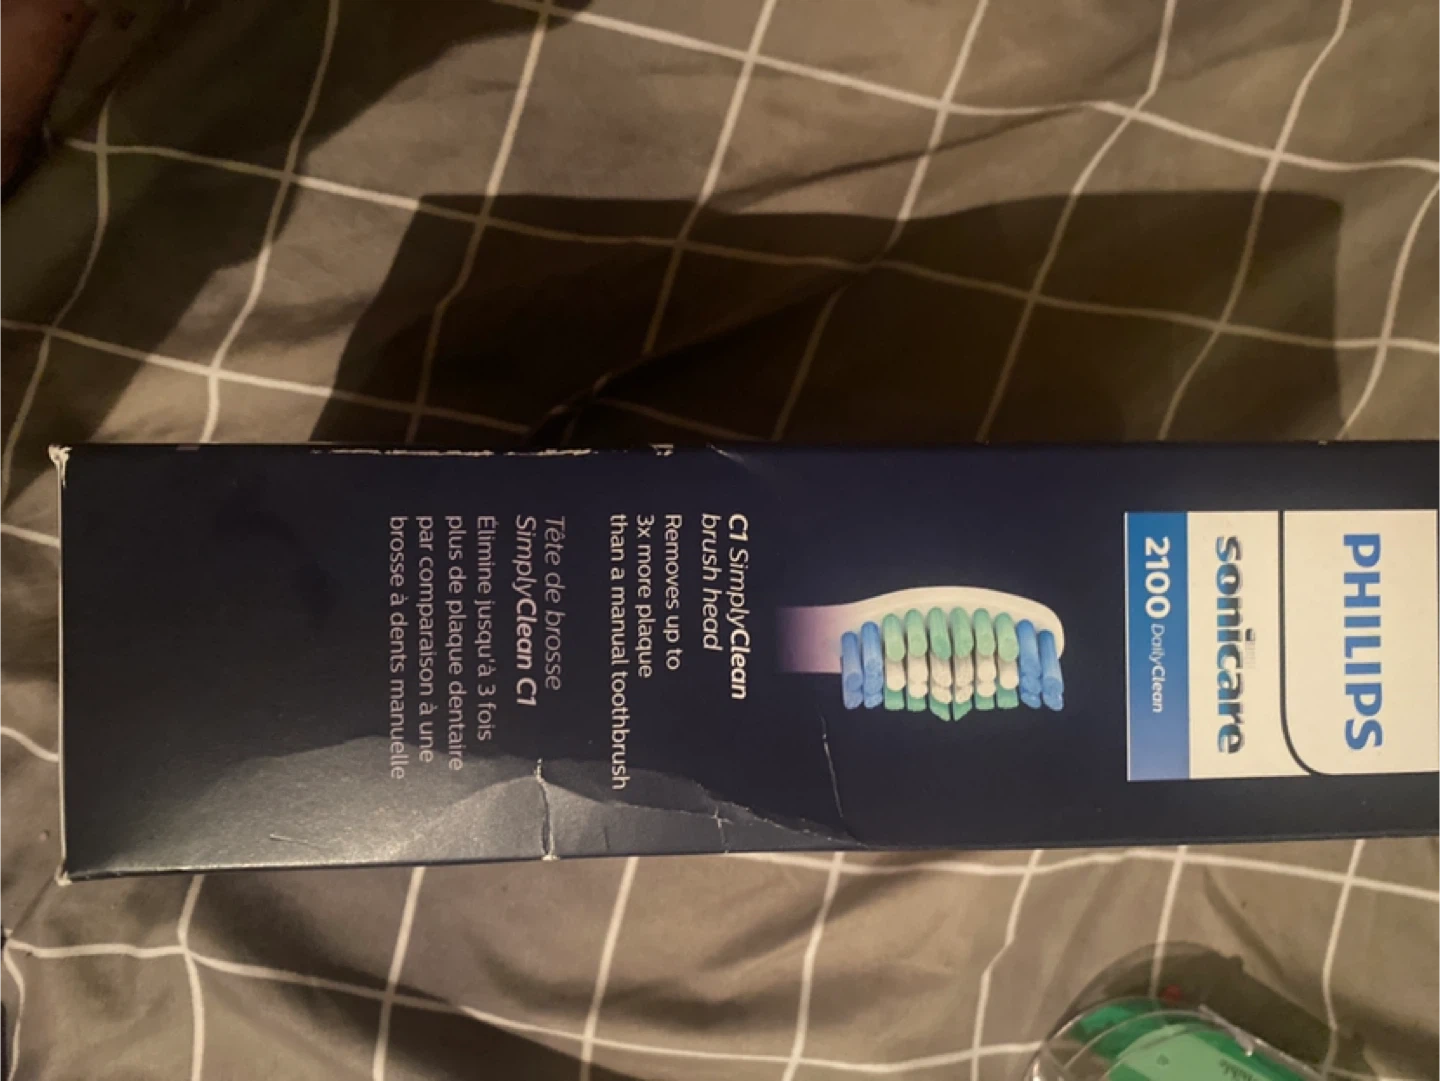 PHILIPS
sonicare
2100 DailyClean
C1 SimplyClean
brush head
Removes up to
3x more plaque
than a manual toothbrush
Tête de brosse
SimplyClean C1
Élimine jusqu'à 3 fois
plus de plaque dentaire
par comparaison à une
brosse à dents manuelle